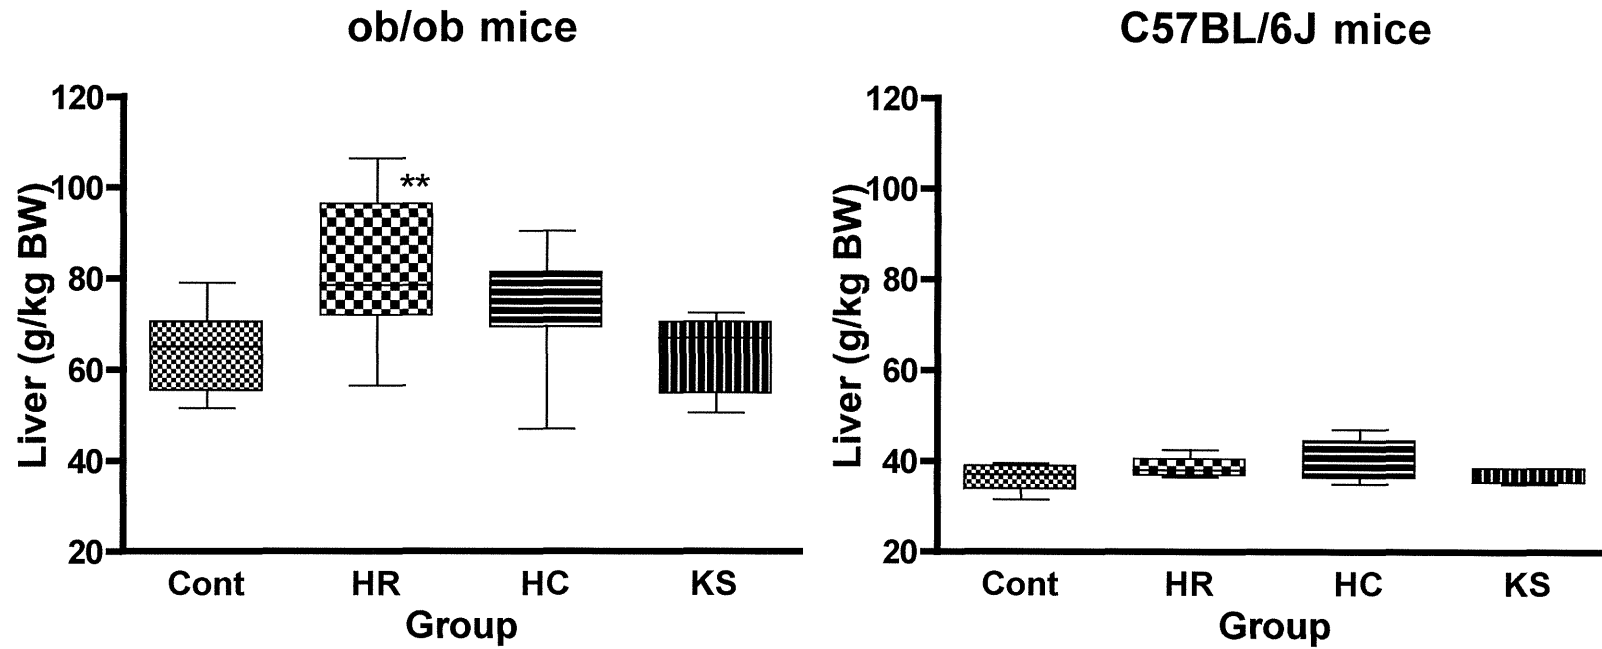 ob/ob mice
120
100
80
60
40
20
Liver (g/kg BW)
**
Cont HR HC KS
Group
C57BL/6J mice
120
100
80
60
40
20
Liver (g/kg BW)
Cont HR HC KS
Group